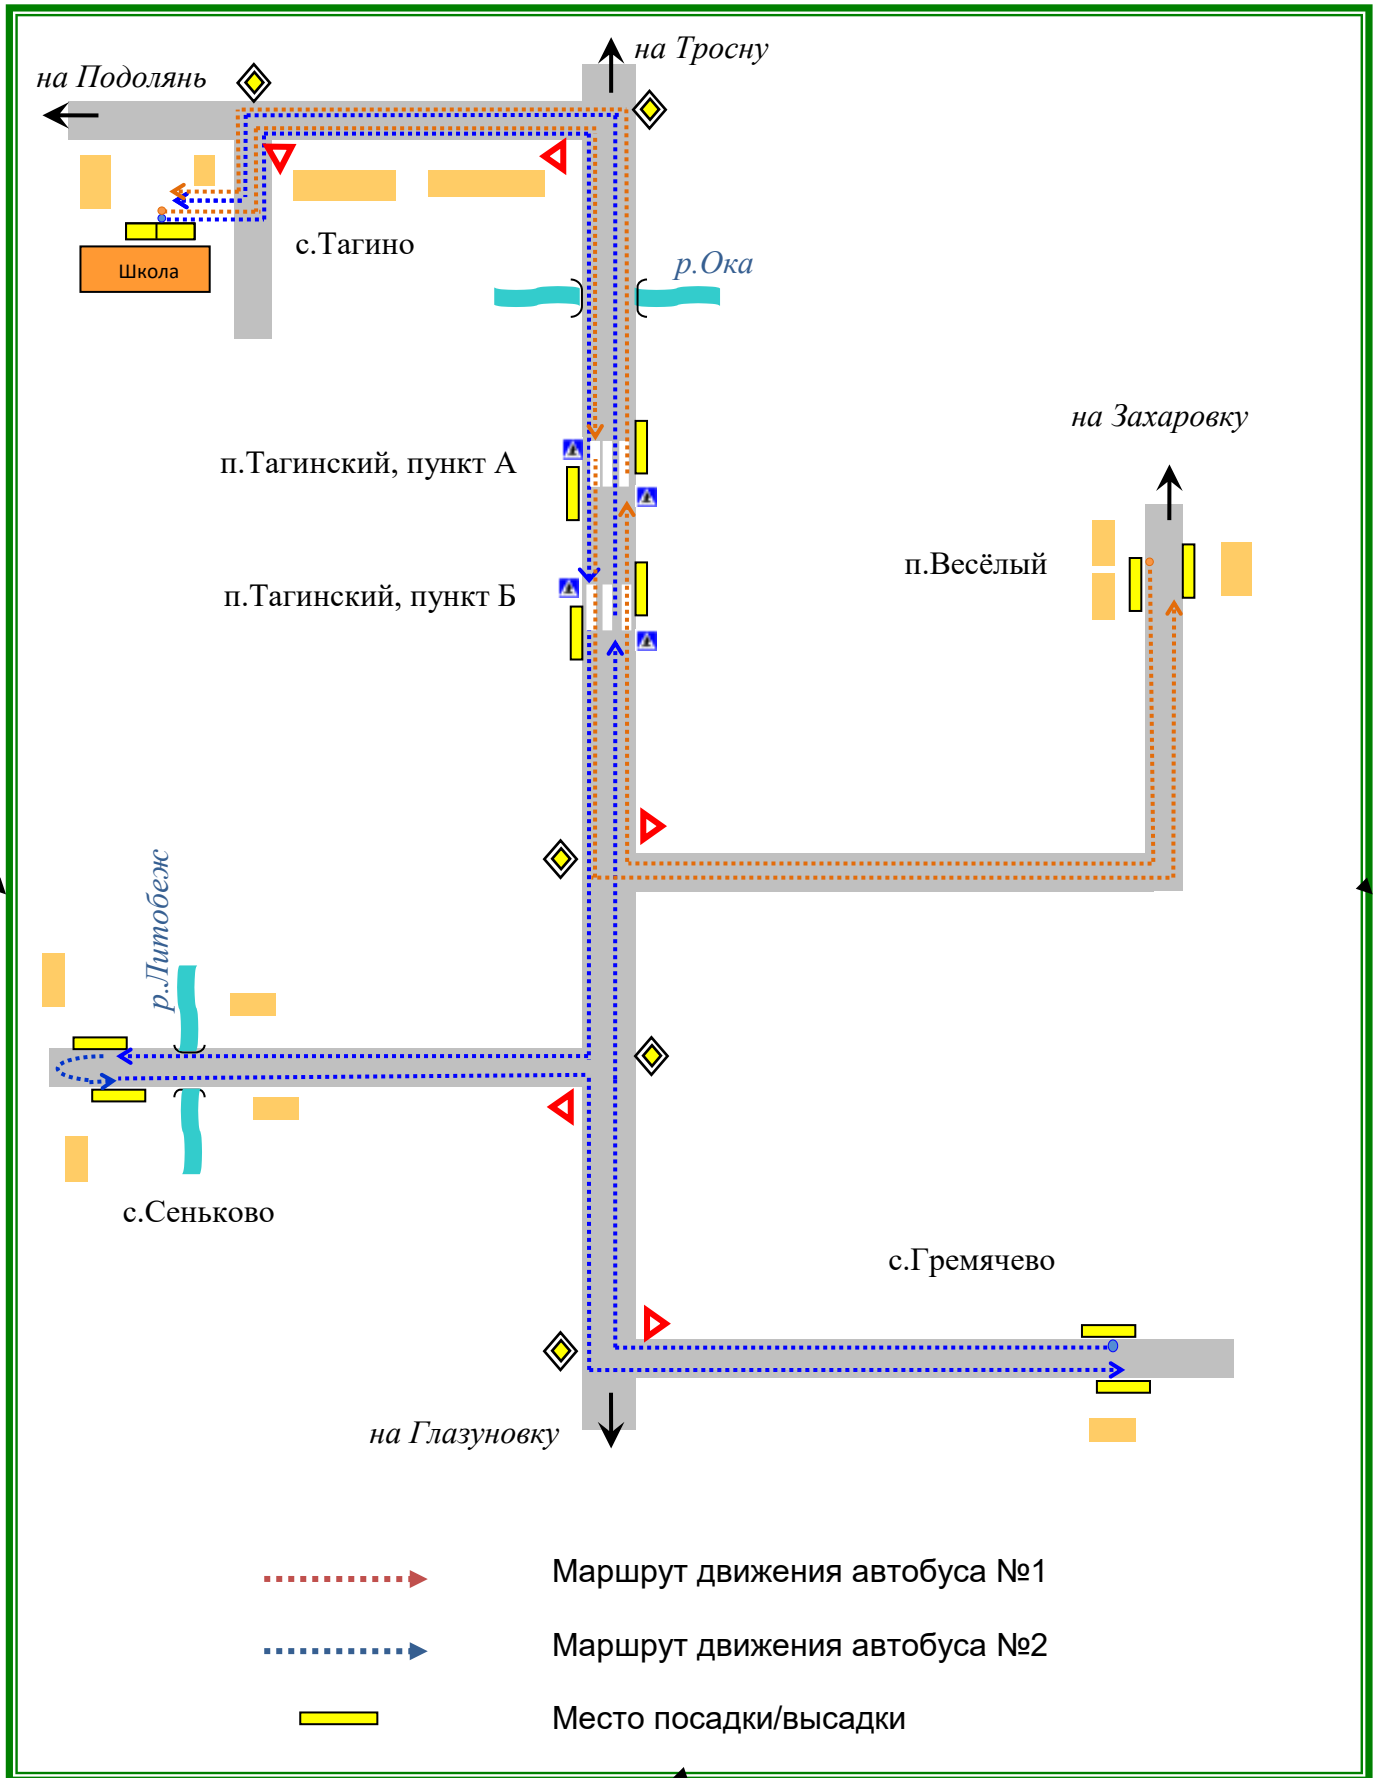 на Тросну
на Подолянь
с.Тагино
р.Ока
Школа
на Захаровку
п.Тагинский, пункт А
п.Весёлый
п.Тагинский, пункт Б
р.Литобеж
с.Сеньково
с.Гремячево
на Глазуновку
Маршрут движения автобуса №1
Маршрут движения автобуса №2
Место посадки/высадки